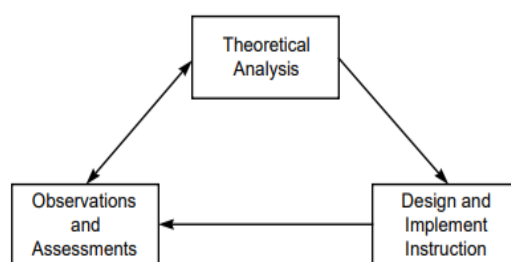 Theoretical
Analysis
Observations
and
Assessments
Design and
Implement
Instruction